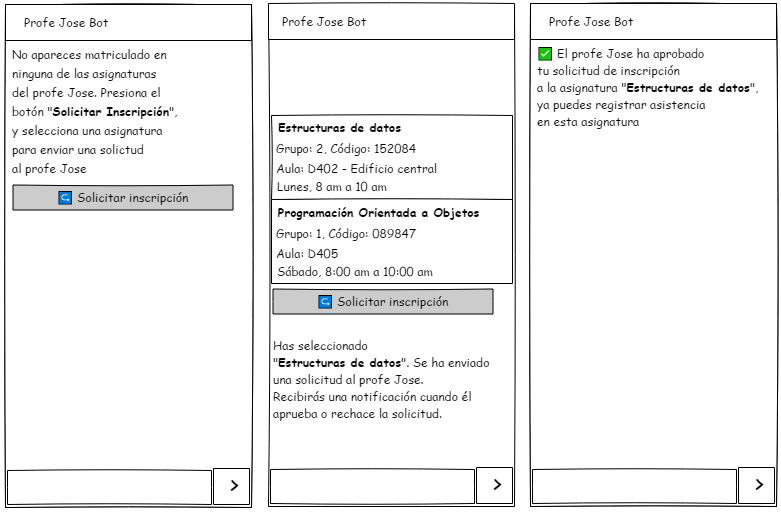 Profe Jose Bot
No apareces matriculado en
ninguna de las asignaturas
del profe Jose. Presiona el
botón "Solicitar Inscripción",
y selecciona una asignatura
para enviar una solictud
al profe Jose
Solicitar inscripción
>
Profe Jose Bot
Estructuras de datos
Grupo: 2, Código: 152084
Aula: D402 - Edificio central
Lunes, 8 am a 10 am
Programación Orientada a Objetos
Grupo: 1, Código: 089847
Aula: D405
Sábado, 8:00 am a 10:00 am
Solicitar inscripción
Has seleccionado
"Estructuras de datos". Se ha enviado
una solicitud al profe Jose.
Recibirás una notificación cuando él
aprueba o rechace la solicitud.
>
Profe Jose Bot
✅ El profe Jose ha aprobado
tu solicitud de inscripción
a la asignatura "Estructuras de datos",
ya puedes registrar asistencia
en esta asignatura
>